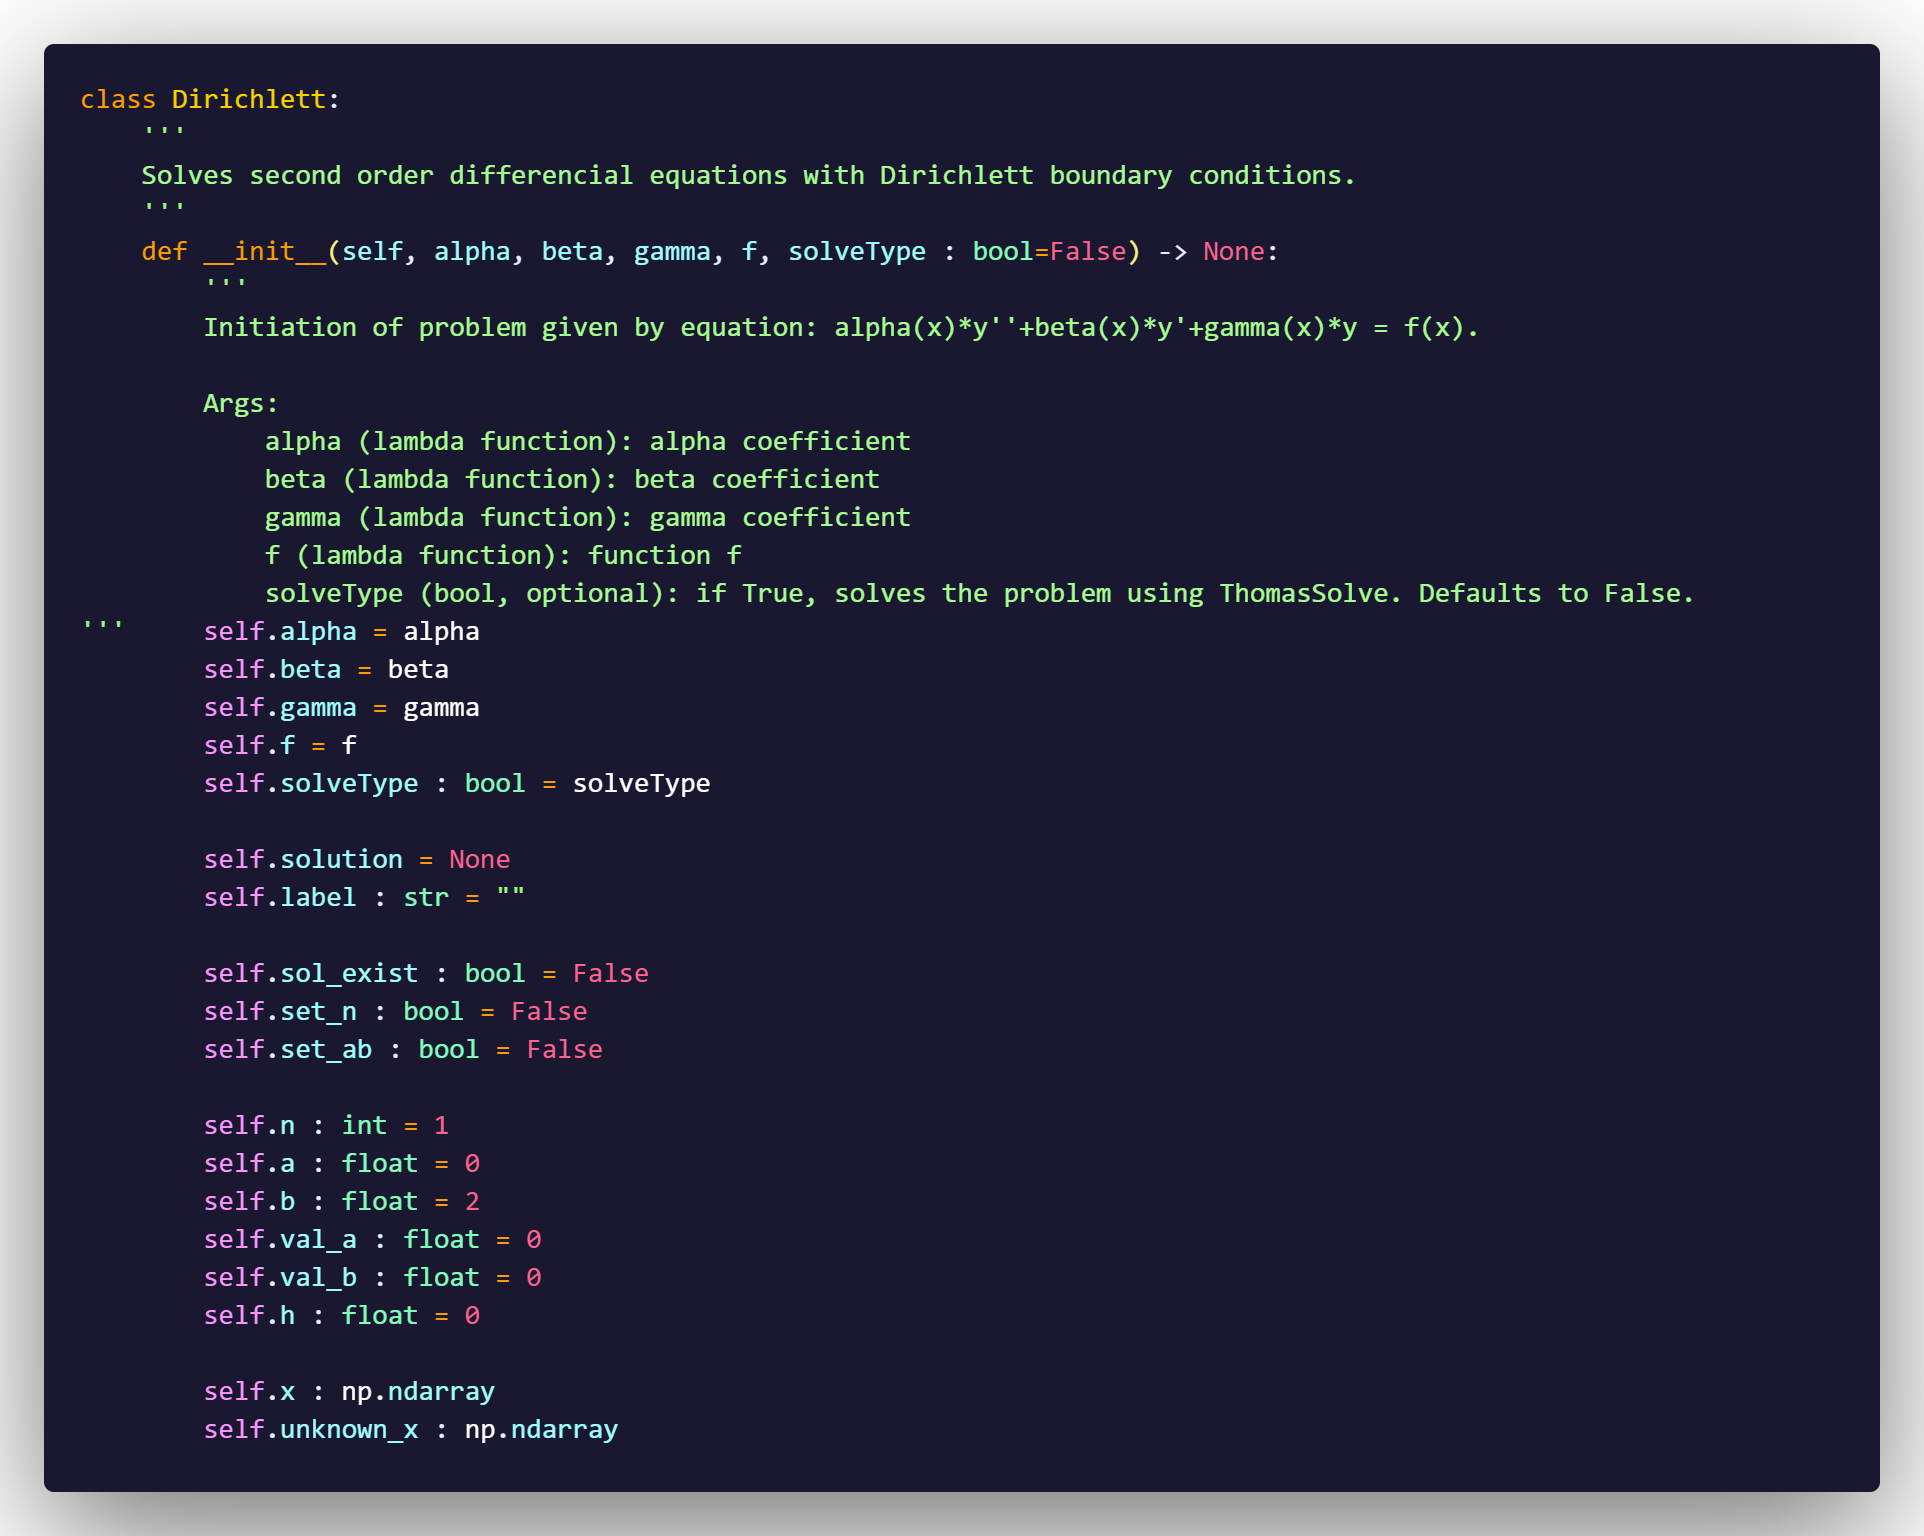 class Dirichlett:
    '''
    Solves second order differencial equations with Dirichlett boundary conditions.
    '''
    def __init__(self, alpha, beta, gamma, f, solveType : bool=False) -> None:
        '''
        Initiation of problem given by equation: alpha(x)*y''+beta(x)*y'+gamma(x)*y = f(x).

        Args:
            alpha (lambda function): alpha coefficient
            beta (lambda function): beta coefficient
            gamma (lambda function): gamma coefficient
            f (lambda function): function f
            solveType (bool, optional): if True, solves the problem using ThomasSolve. Defaults to False.
'''     self.alpha = alpha
        self.beta = beta
        self.gamma = gamma
        self.f = f
        self.solveType : bool = solveType

        self.solution = None
        self.label : str = ""

        self.sol_exist : bool = False
        self.set_n : bool = False
        self.set_ab : bool = False

        self.n : int = 1
        self.a : float = 0
        self.b : float = 2
        self.val_a : float = 0
        self.val_b : float = 0
        self.h : float = 0

        self.x : np.ndarray
        self.unknown_x : np.ndarray